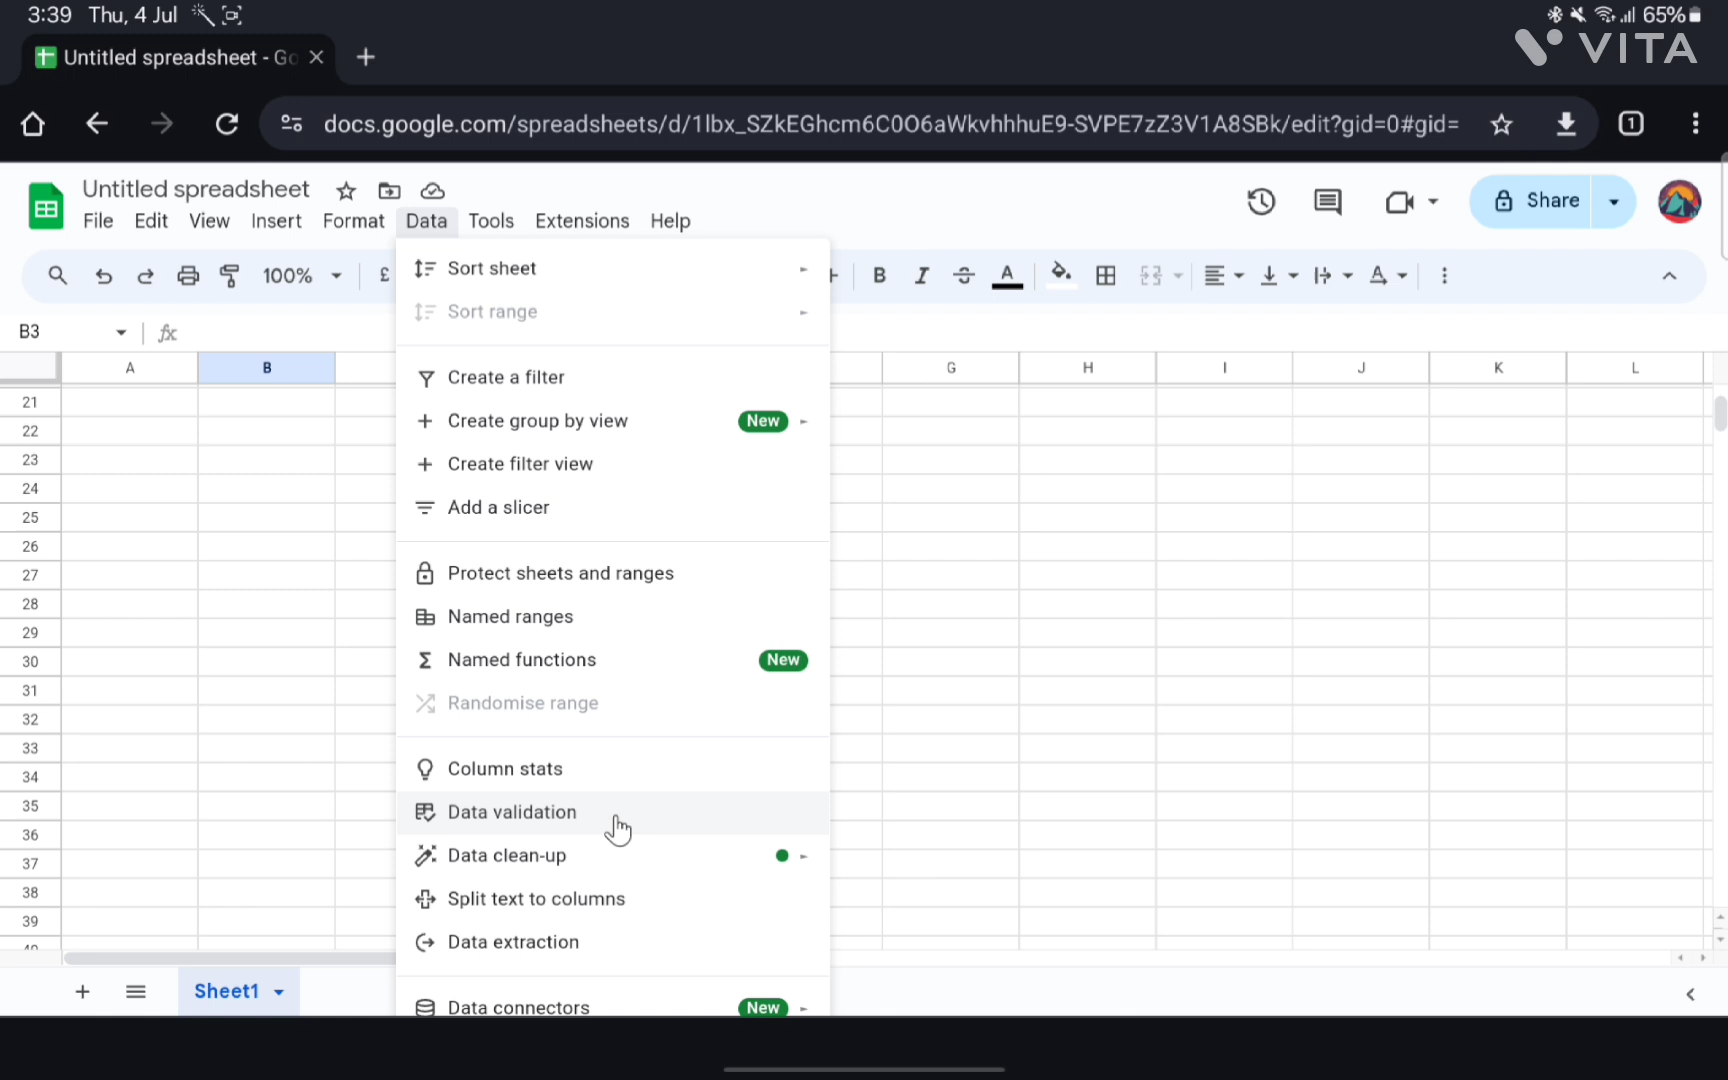 3:39 Thu, 4 Jul 65%
VITA
Untitled spreadsheet - Go
docs.google.com/spreadsheets/d/1lbx_SZkEGhcm6C0O6aWkvhhhuE9-SVPE7zZ3V1A8SBk/edit?gid=0#gid=
1
Untitled spreadsheet
Share
File Edit View Insert Format Data Tools Extensions Help
100% £ B I S A
B3 fx
A B G H I J K L
Sort sheet
Sort range
Create a filter
Create group by view New
Create filter view
Add a slicer
Protect sheets and ranges
Named ranges
Named functions New
Randomise range
Column stats
Data validation
Data clean-up
Split text to columns
Data extraction
Data connectors New
21
22
23
24
25
26
27
28
29
30
31
32
33
34
35
36
37
38
39
40
Sheet1